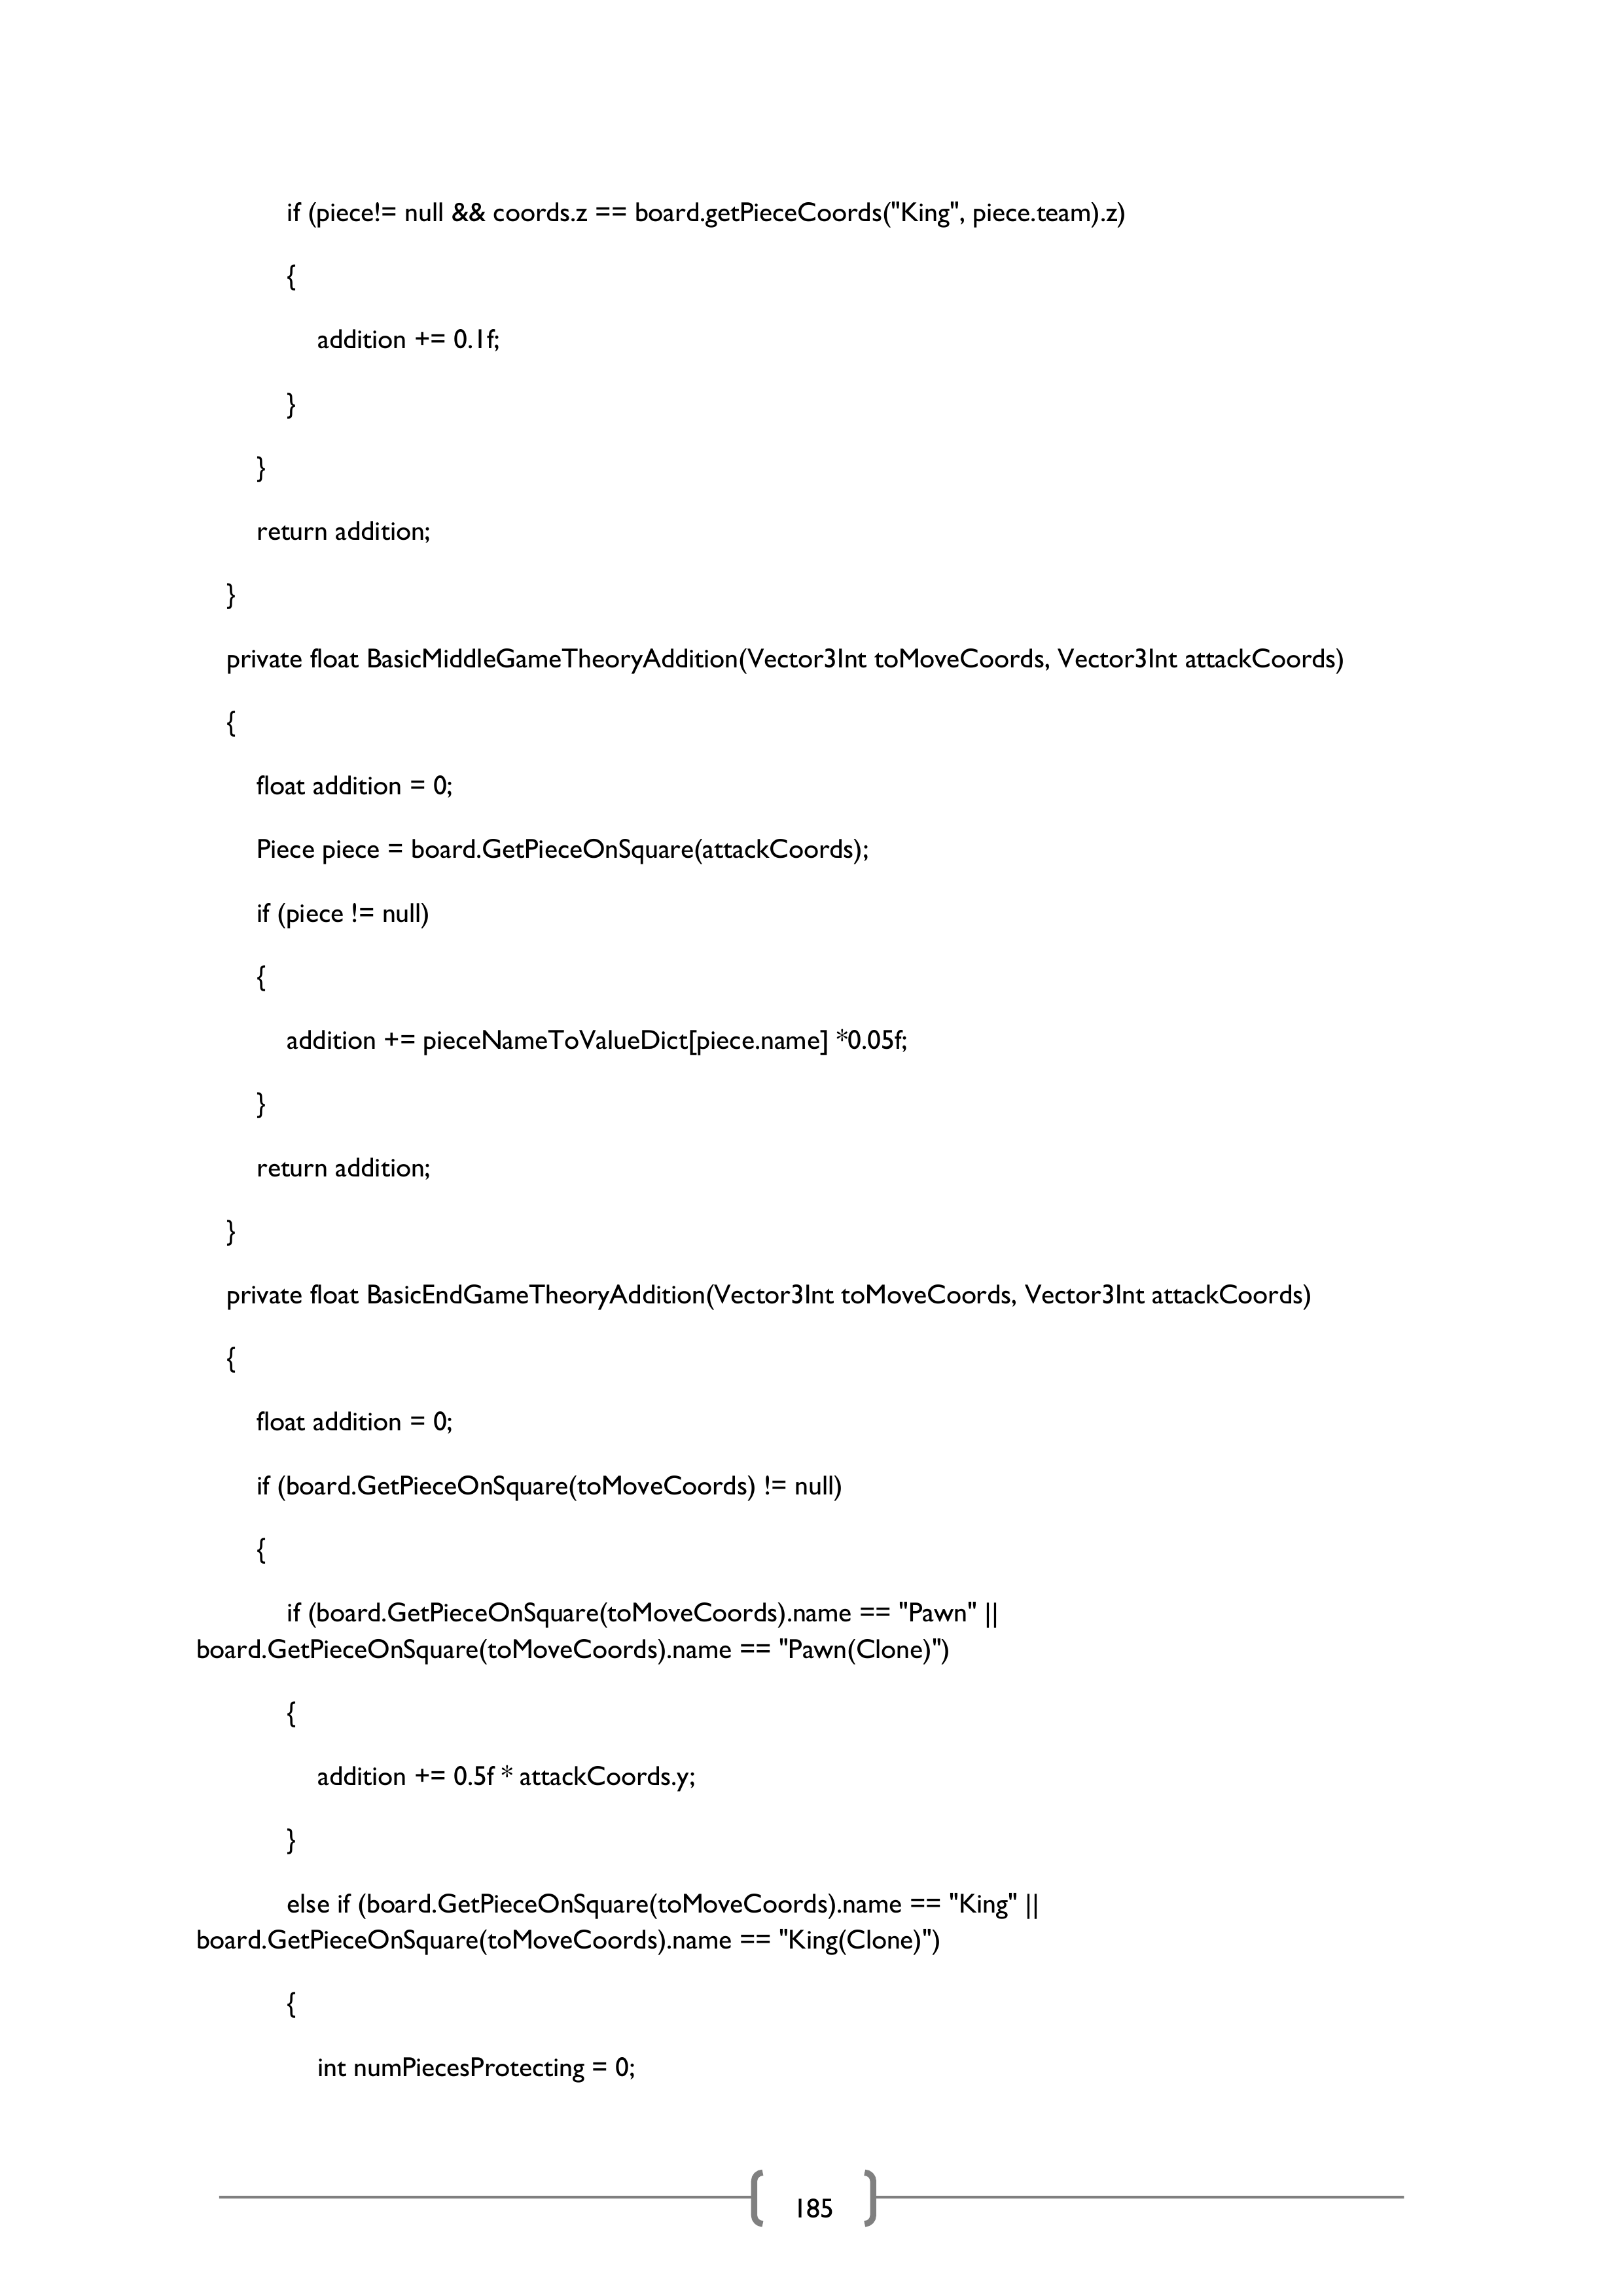 if (piece!= null && coords.z == board.getPieceCoords("King", piece.team).z)
{
addition += 0.1f;
}
}
return addition;
}
private float BasicMiddleGameTheoryAddition(Vector3Int toMoveCoords, Vector3Int attackCoords)
{
float addition = 0;
Piece piece = board.GetPieceOnSquare(attackCoords);
if (piece != null)
{
addition += pieceNameToValueDict[piece.name] *0.05f;
}
return addition;
}
private float BasicEndGameTheoryAddition(Vector3Int toMoveCoords, Vector3Int attackCoords)
{
float addition = 0;
if (board.GetPieceOnSquare(toMoveCoords) != null)
{
if (board.GetPieceOnSquare(toMoveCoords).name == "Pawn" ||
board.GetPieceOnSquare(toMoveCoords).name == "Pawn(Clone)")
{
addition += 0.5f * attackCoords.y;
}
else if (board.GetPieceOnSquare(toMoveCoords).name == "King" ||
board.GetPieceOnSquare(toMoveCoords).name == "King(Clone)")
{
int numPiecesProtecting = 0;
185